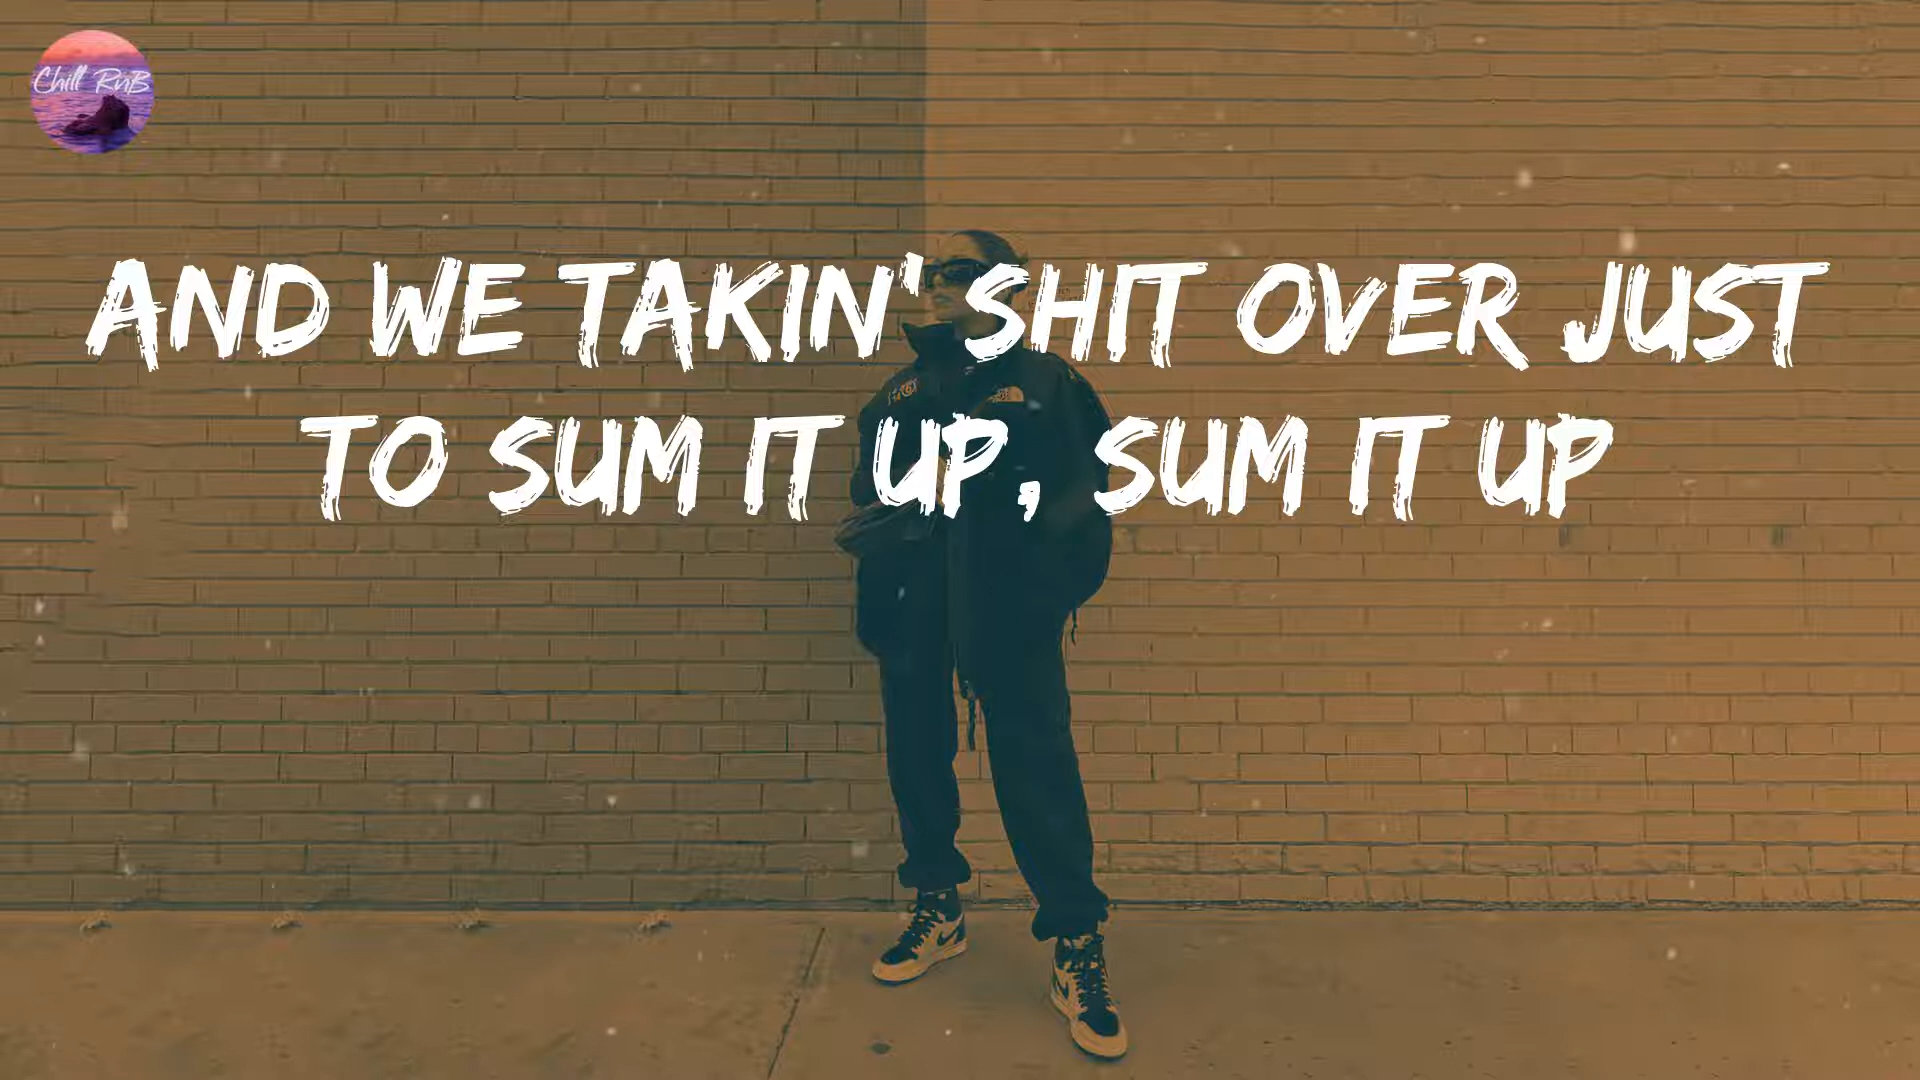 Chill RnB
AND WE TAKIN' SHIT OVER JUST
TO SUM IT UP, SUM IT UP